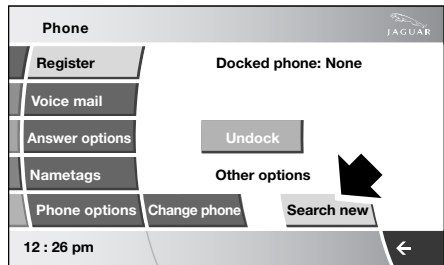 Phone
JAGUAR
Register
Docked phone: None
Voice mail
Answer options
Undock
Nametags
Other options
Phone options
Change phone
Search new
12 : 26 pm